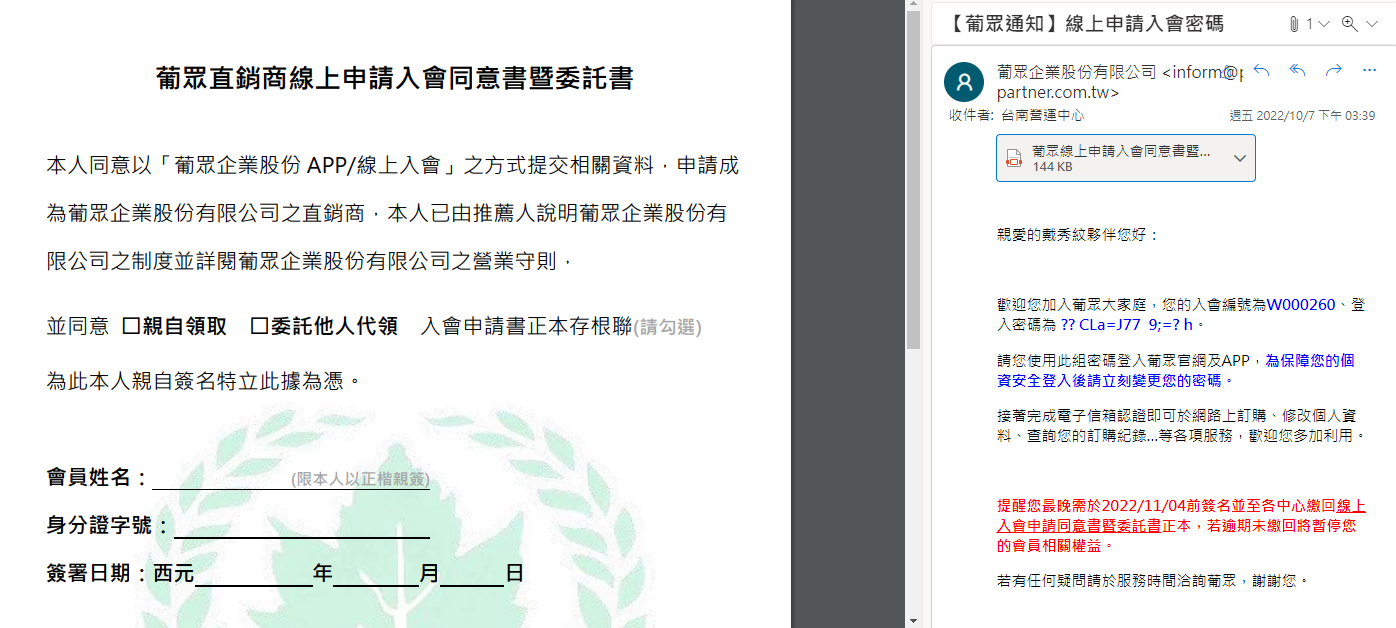 葡眾直銷商線上申請入會同意書暨委託書
本人同意以「葡眾企業股份 APP/線上入會」之方式提交相關資料，申請成
為葡眾企業股份有限公司之直銷商，本人已由推薦人說明葡眾企業股份有
限公司之制度並詳閱葡眾企業股份有限公司之營業守則，
並同意 ☐親自領取 ☐委託他人代領 入會申請書正本存根聯(請勾選)
為此本人親自簽名特立此據為憑。
會員姓名：(限本人以正楷親簽)
身分證字號：
簽署日期：西元 年 月 日
【葡眾通知】線上申請入會密碼
1
葡眾企業股份有限公司 <inform@p
partner.com.tw>
收件者: 台南營運中心
週五 2022/10/7 下午 03:39
葡眾線上申請入會同意書暨...
144 KB
親愛的戴秀紋夥伴您好：
歡迎您加入葡眾大家庭，您的入會編號為W000260、登
入密碼為 ?? CLa=J77 9;=? h。
請您使用此組密碼登入葡眾官網及APP，為保障您的個
資安全登入後請立刻變更您的密碼。
接著完成電子信箱認證即可於網路上訂購、修改個人資
料、查詢您的訂購紀錄...等各項服務，歡迎您多加利用。
提醒您最晚需於2022/11/04前簽名並至各中心繳回線上
入會申請同意書暨委託書正本，若逾期未繳回將暫停您
的會員相關權益。
若有任何疑問請於服務時間洽詢葡眾，謝謝您。